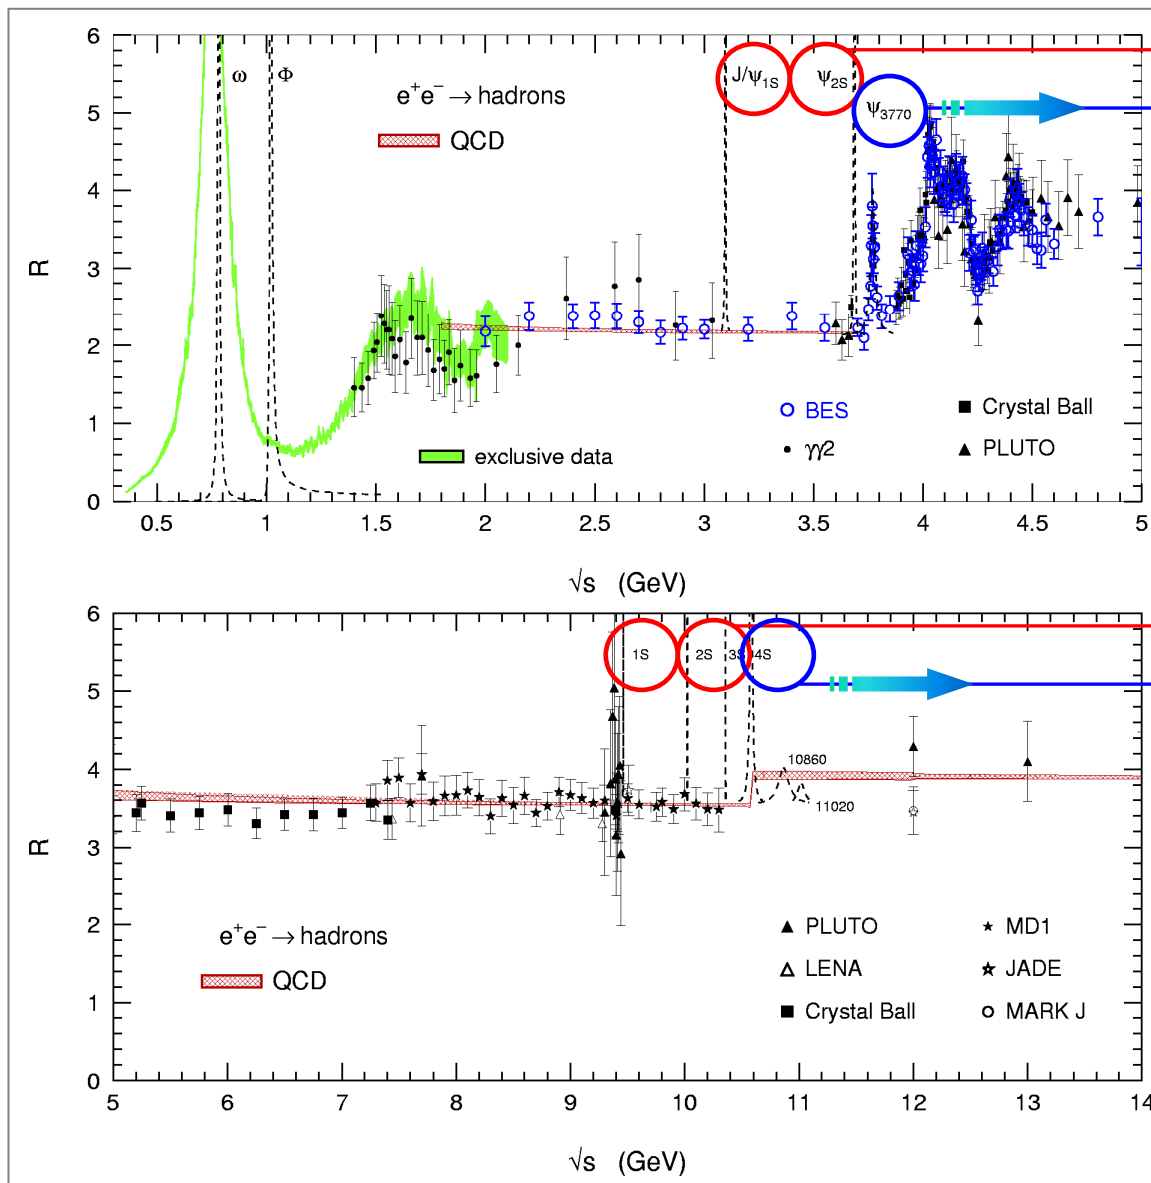 6
5
4
3
2
1
0
R
ω
Φ
e⁺e⁻ → hadrons
QCD
J/ψ1S
ψ2S
ψ3770
BES
γγ2
Crystal Ball
PLUTO
exclusive data
0.5 1 1.5 2 2.5 3 3.5 4 4.5 5
√s (GeV)
6
5
4
3
2
1
0
R
1S
2S
3S
4S
10860
11020
e⁺e⁻ → hadrons
QCD
PLUTO
LENA
Crystal Ball
MD1
JADE
MARK J
5 6 7 8 9 10 11 12 13 14
√s (GeV)